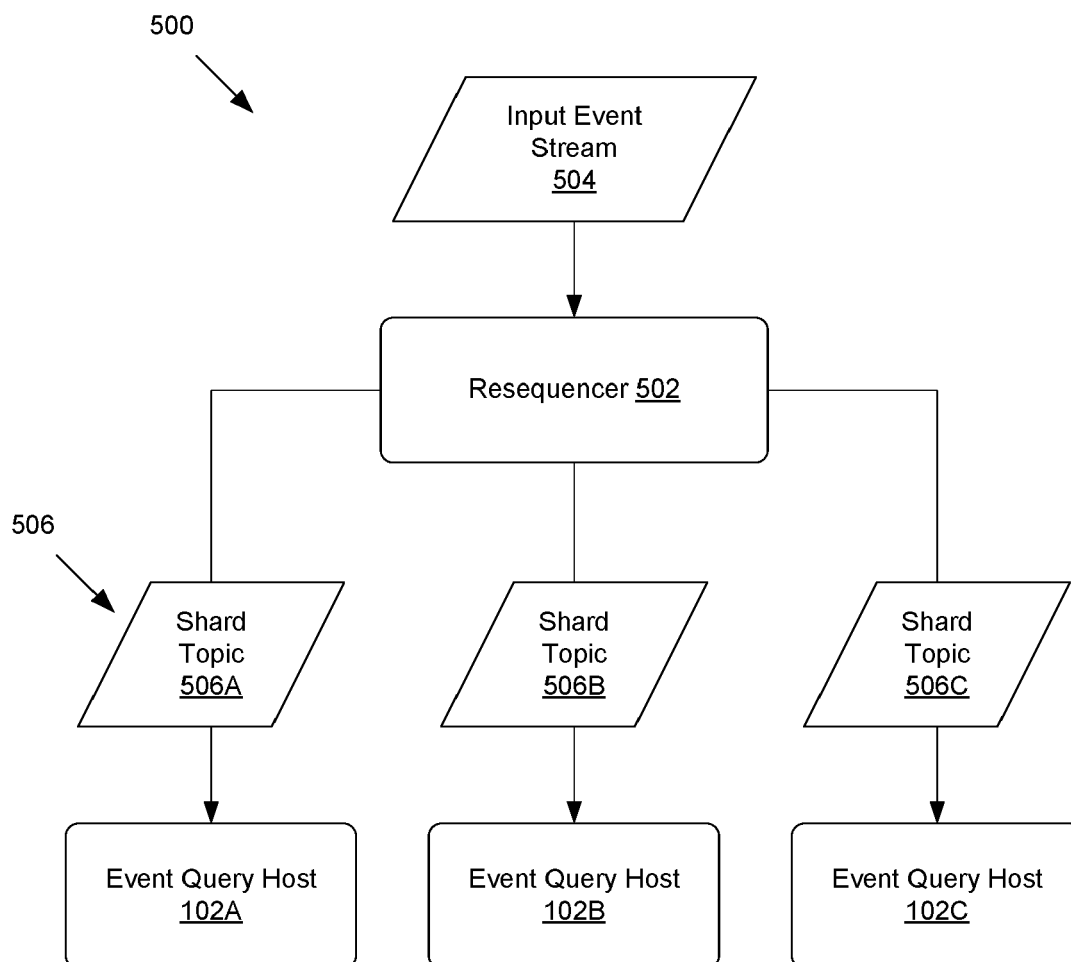 500
Input Event
Stream
504
Resequencer 502
506
Shard
Topic
506A
Shard
Topic
506B
Shard
Topic
506C
Event Query Host
102A
Event Query Host
102B
Event Query Host
102C